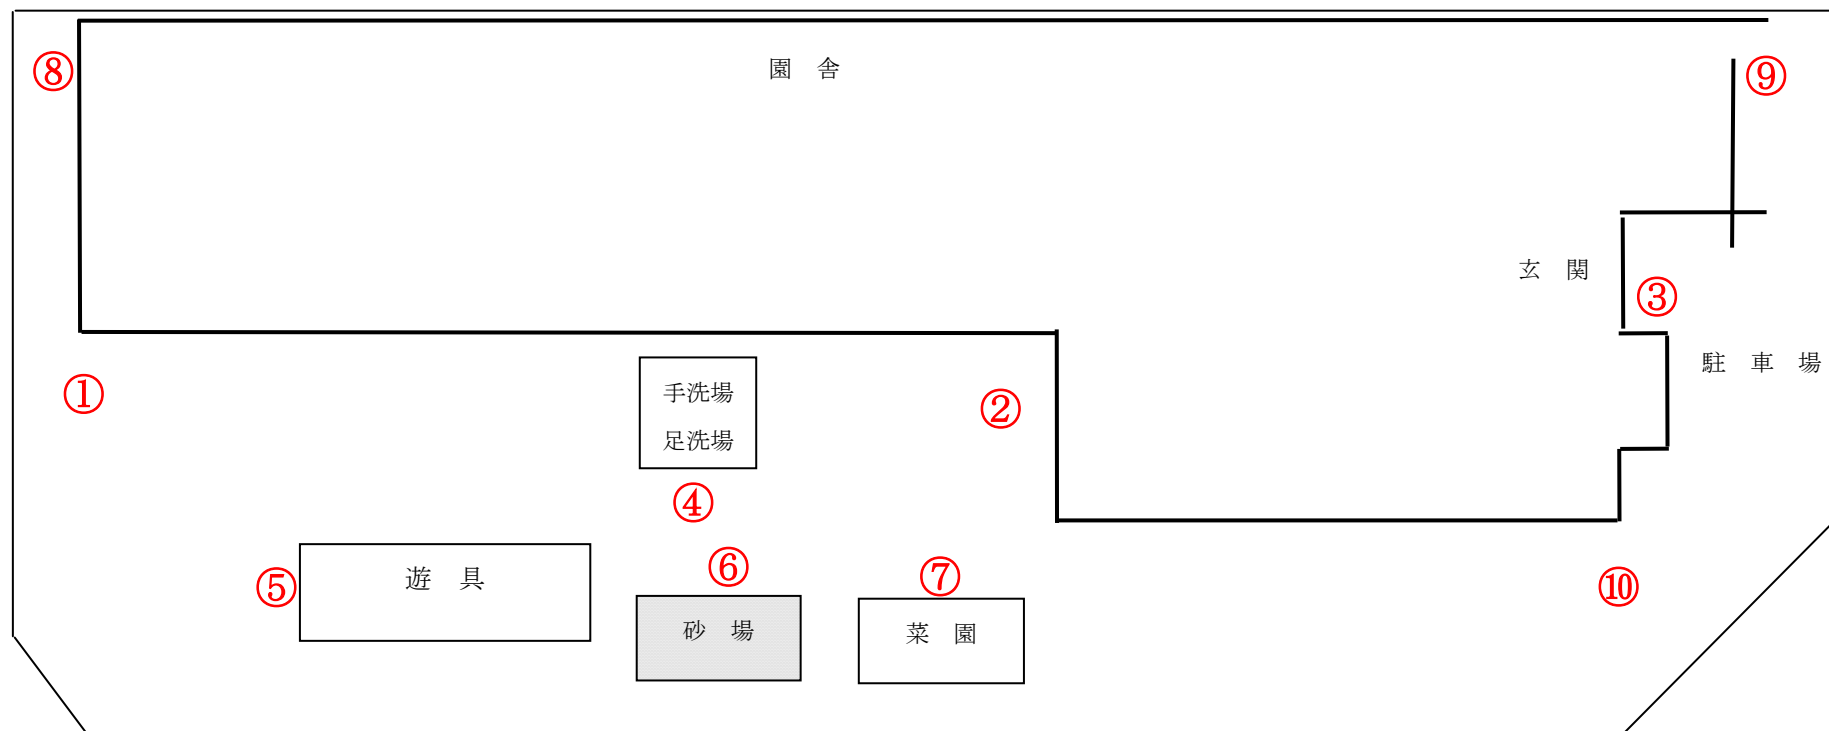 ⑧
園 舎
⑨
玄 関
③
駐 車 場
①
手洗場
足洗場
②
④
⑤
遊 具
⑥
砂 場
⑦
菜 園
⑩